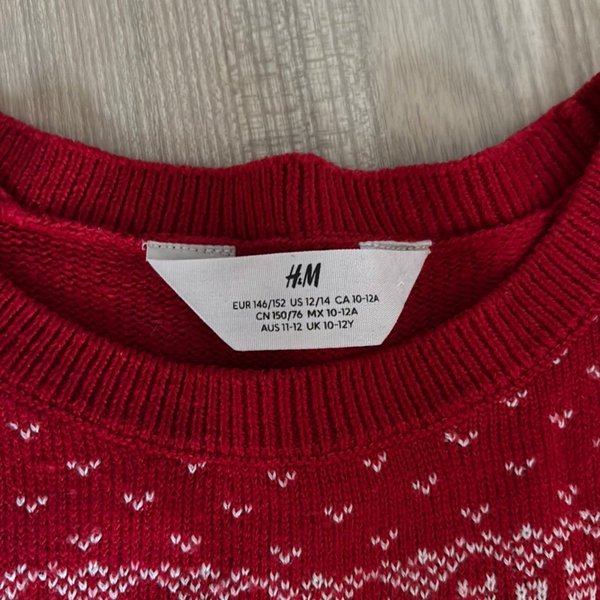 H&M
EUR 146/152 US 12/14 CA 10-12A
CN 150/76 MX 10-12A
AUS 11-12 UK 10-12Y